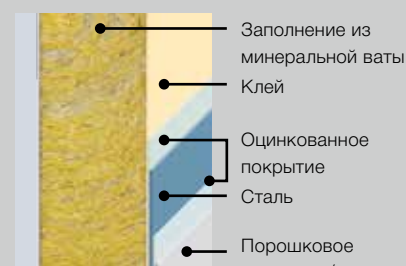 Заполнение из
минеральной ваты
Клей
Оцинкованное
покрытие
Сталь
Порошковое